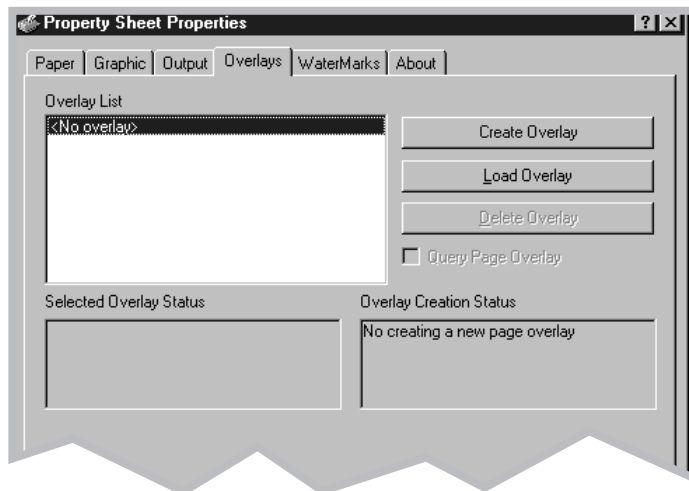 Property Sheet Properties
Paper Graphic Output Overlays WaterMarks About
Overlay List
<No overlay>
Create Overlay
Load Overlay
Delete Overlay
Query Page Overlay
Selected Overlay Status
Overlay Creation Status
No creating a new page overlay